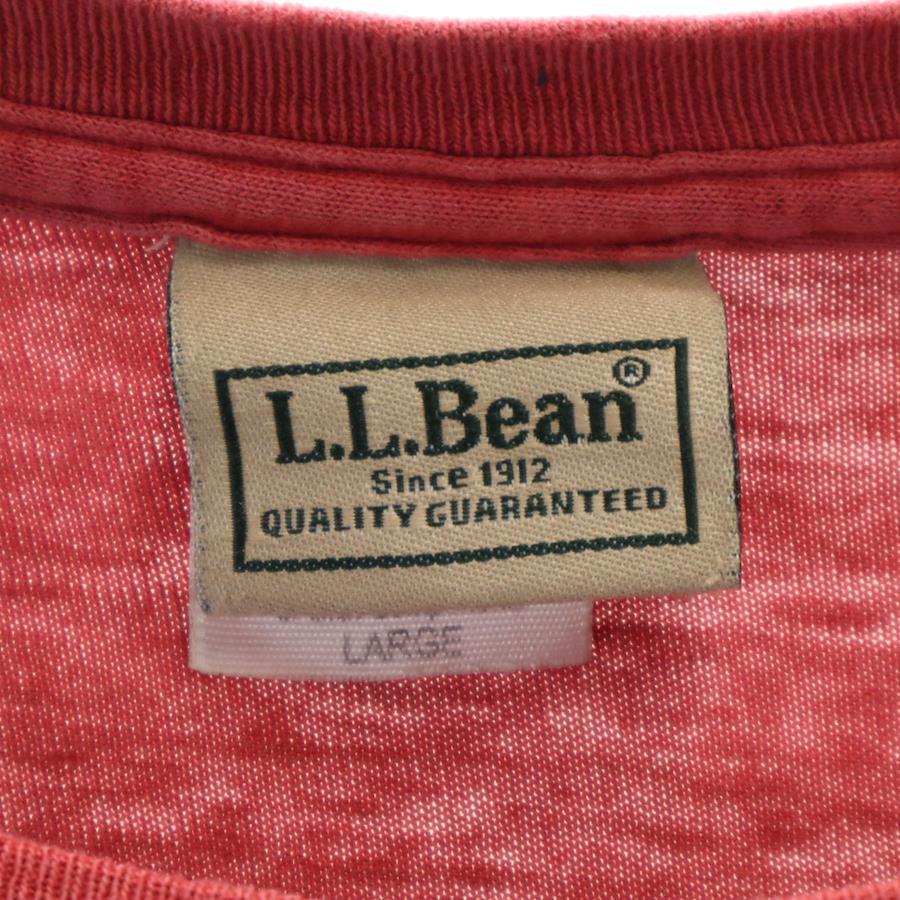 L.L.Bean®
Since 1912
QUALITY GUARANTEED
LARGE